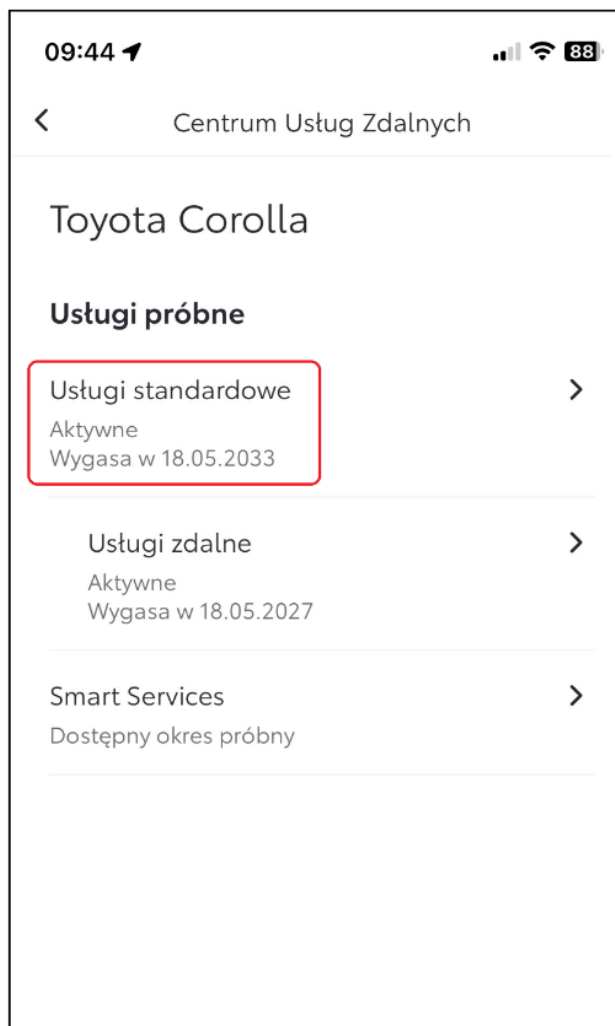 09:44
88
Centrum Usług Zdalnych
Toyota Corolla
Usługi próbne
Usługi standardowe
Aktywne
Wygasa w 18.05.2033
Usługi zdalne
Aktywne
Wygasa w 18.05.2027
Smart Services
Dostępny okres próbny